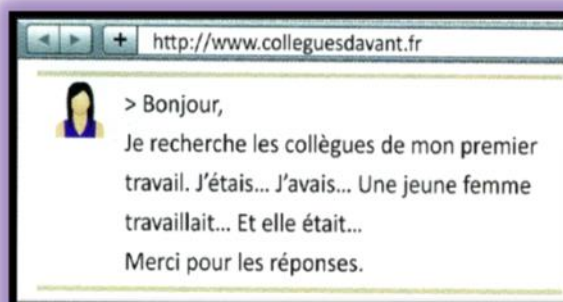 http://www.colleguesdavant.fr
> Bonjour,
Je recherche les collègues de mon premier
travail. J'étais... J'avais... Une jeune femme
travaillait... Et elle était...
Merci pour les réponses.